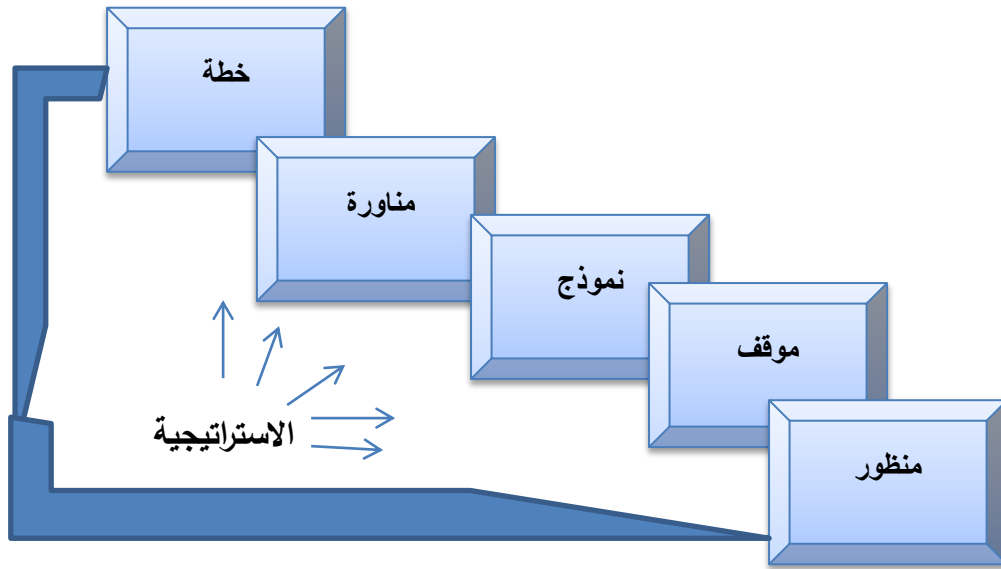 خطة
مناورة
نموذج
موقف
الاستراتيجية
منظور